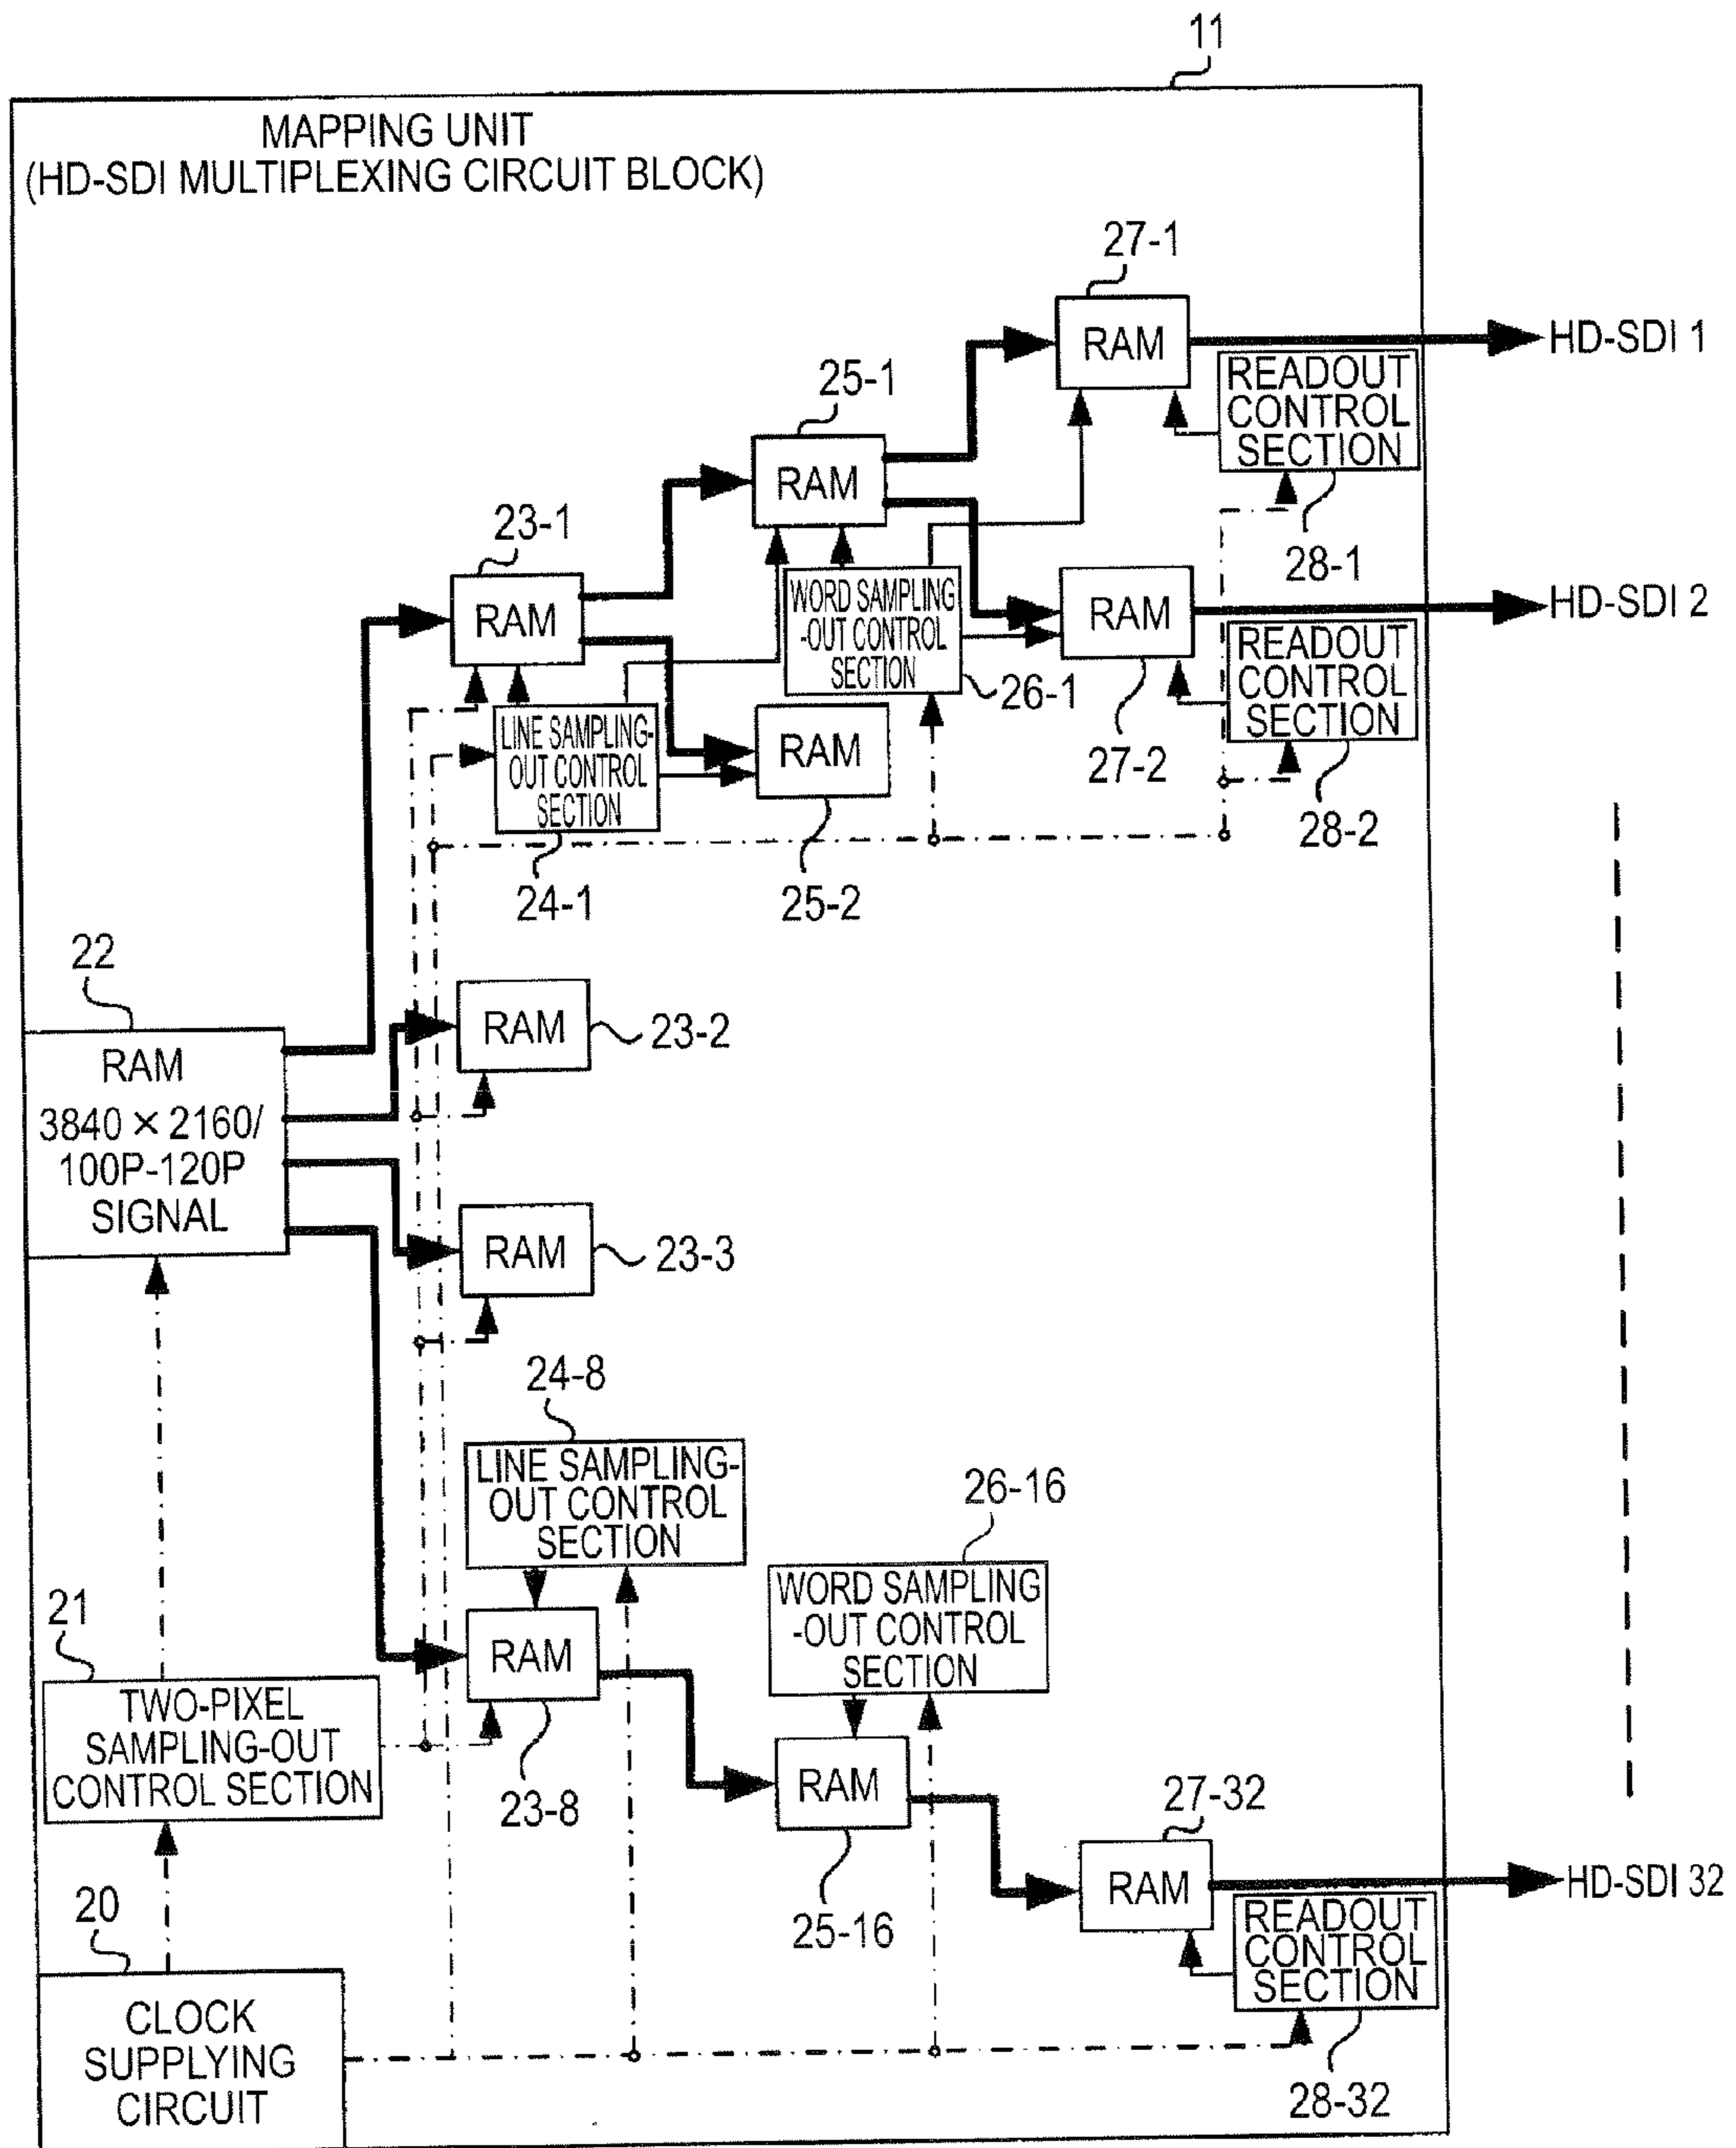 11
MAPPING UNIT
(HD-SDI MULTIPLEXING CIRCUIT BLOCK)
27-1
RAM
HD-SDI 1
READOUT
CONTROL
SECTION
28-1
25-1
RAM
23-1
RAM
WORD SAMPLING
-OUT CONTROL
SECTION
26-1
RAM
27-2
HD-SDI 2
READOUT
CONTROL
SECTION
28-2
LINE SAMPLING-
OUT CONTROL
SECTION
24-1
RAM
25-2
22
RAM
3840 × 2160/
100P-120P
SIGNAL
RAM
23-2
RAM
23-3
24-8
LINE SAMPLING-
OUT CONTROL
SECTION
26-16
WORD SAMPLING
-OUT CONTROL
SECTION
21
TWO-PIXEL
SAMPLING-OUT
CONTROL SECTION
RAM
23-8
RAM
25-16
27-32
RAM
HD-SDI 32
READOUT
CONTROL
SECTION
28-32
20
CLOCK
SUPPLYING
CIRCUIT